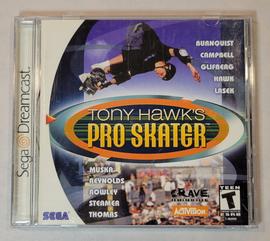 Sega Dreamcast.
BURNQUIST
CAMPBELL
GLIFBERG
HAWK
LASEK
TONY HAWK'S
PRO SKATER
MUSKA
REYNOLDS
ROWLEY
STEAMER
THOMAS
SEGA
CRAVE
ACTIVISION
TEEN
T
ESRB